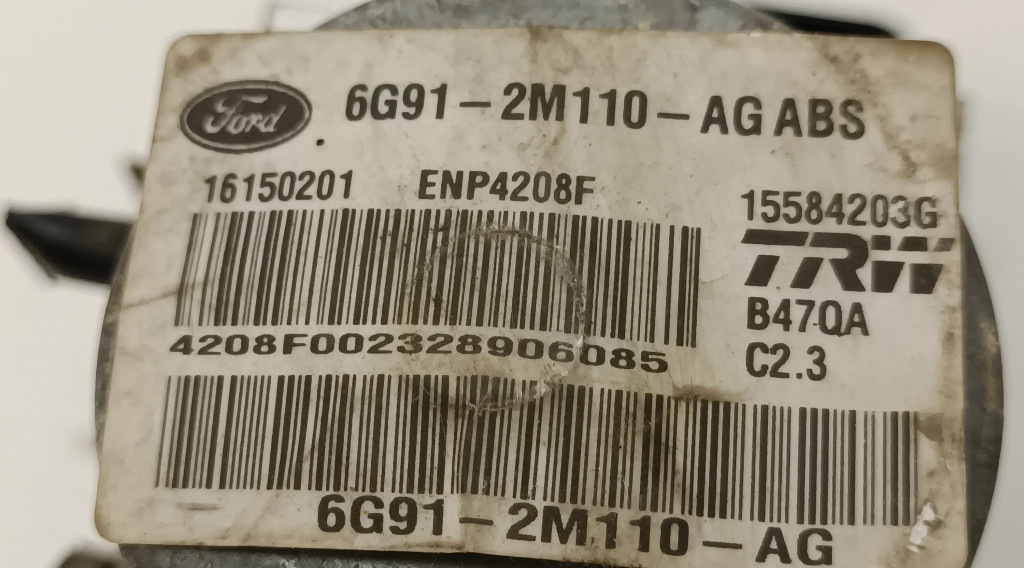 Ford 6G91-2M110-AG ABS
16150201 ENP4208F 15584203G
TRW
B47QA
4208F002328906085 C2.3
6G91-2M110-AG